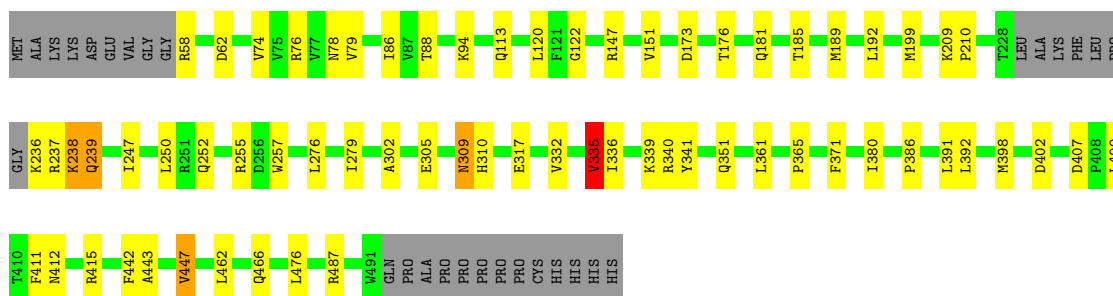 MET ALA LYS LYS ASP GLU VAL GLY GLY R58 D62 V74 V75 R76 V77 N78 V79 I86 V87 T88 K94 Q113 L120 F121 G122 R147 V151 D173 T176 Q181 T185 M189 L192 M199 K209 P210 T228 LEU ALA LYS PHE LEU
GLY K236 R237 K238 Q239 I247 L250 R251 Q252 R255 D256 W257 L276 I279 A302 E305 N309 H310 E317 V332 V335 I336 K339 R340 Y341 Q351 L361 P365 F371 I380 P386 L391 L392 M398 D402 D407 P408
T410 F411 N412 R415 F442 A443 V447 L462 Q466 L476 R487 W491 GLN PRO ALA PRO PRO PRO PRO PRO CYS HIS HIS HIS HIS